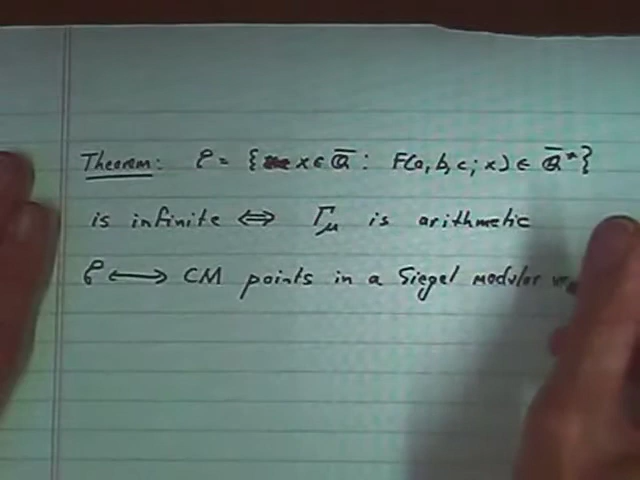 Theorem: ℰ = { x ∈ Q̅ : F(a,b,c;x) ∈ Q̅* }
is infinite ⇔ Γμ is arithmetic
ℰ ⟷ CM points in a Siegel modular